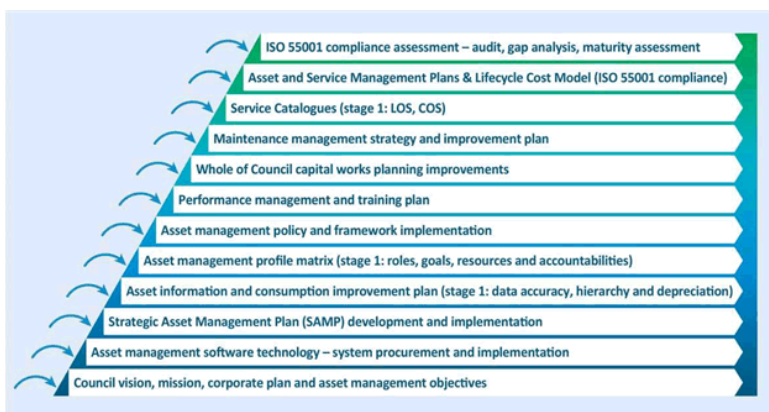 ISO 55001 compliance assessment – audit, gap analysis, maturity assessment
Asset and Service Management Plans & Lifecycle Cost Model (ISO 55001 compliance)
Service Catalogues (stage 1: LOS, COS)
Maintenance management strategy and improvement plan
Whole of Council capital works planning improvements
Performance management and training plan
Asset management policy and framework implementation
Asset management profile matrix (stage 1: roles, goals, resources and accountabilities)
Asset information and consumption improvement plan (stage 1: data accuracy, hierarchy and depreciation)
Strategic Asset Management Plan (SAMP) development and implementation
Asset management software technology – system procurement and implementation
Council vision, mission, corporate plan and asset management objectives